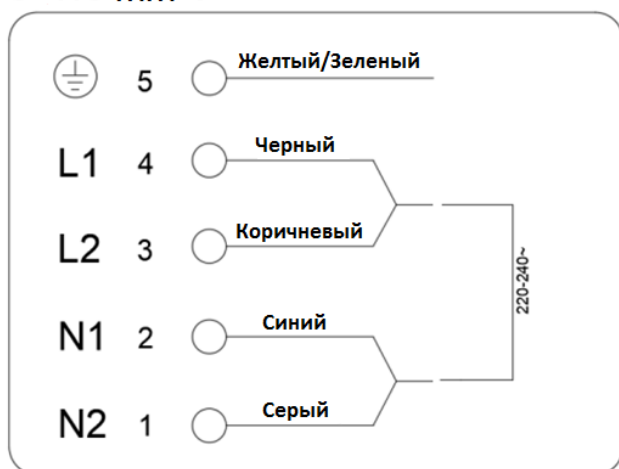 5 Желтый/Зеленый
L1 4 Черный
L2 3 Коричневый
220-240~
N1 2 Синий
N2 1 Серый